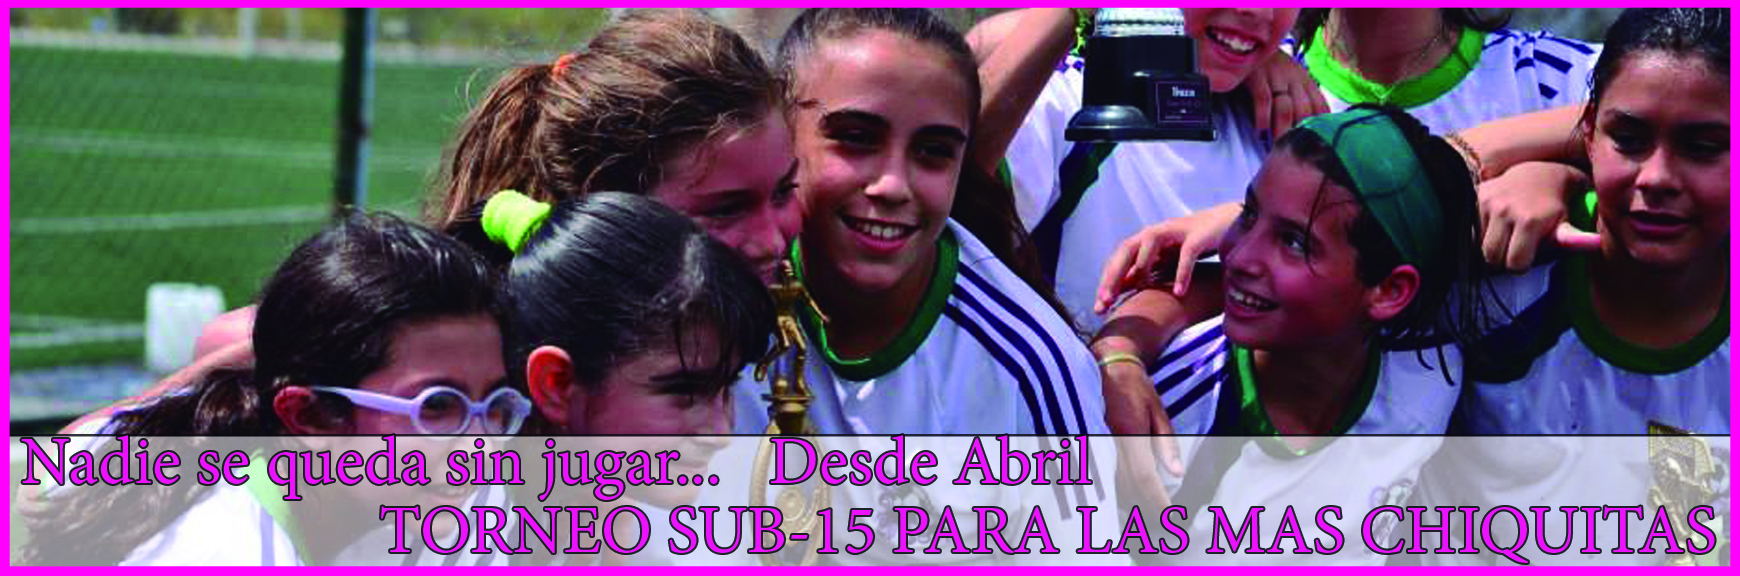 Nadie se queda sin jugar... Desde Abril
TORNEO SUB-15 PARA LAS MAS CHIQUITAS